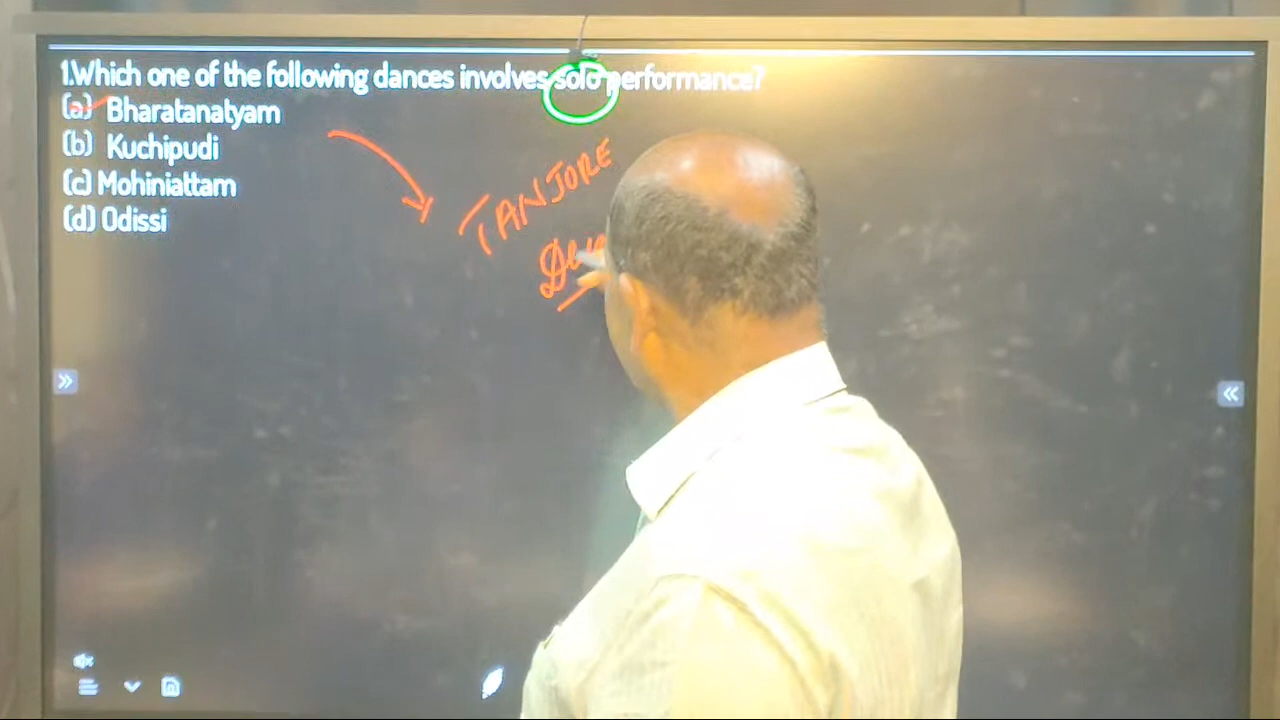 1.Which one of the following dances involves solo performance?
(a) Bharatanatyam
(b) Kuchipudi
(c) Mohiniattam
(d) Odissi
TANJORE